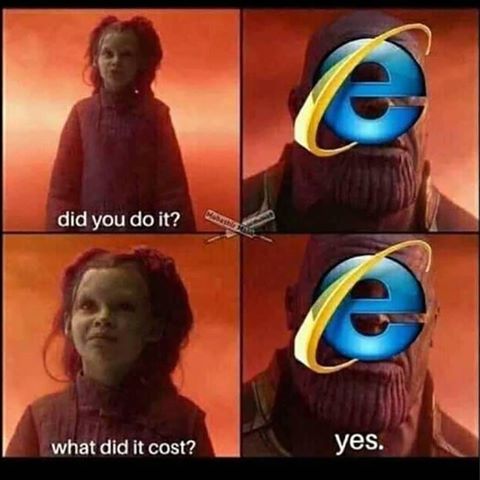 did you do it?
what did it cost?
yes.